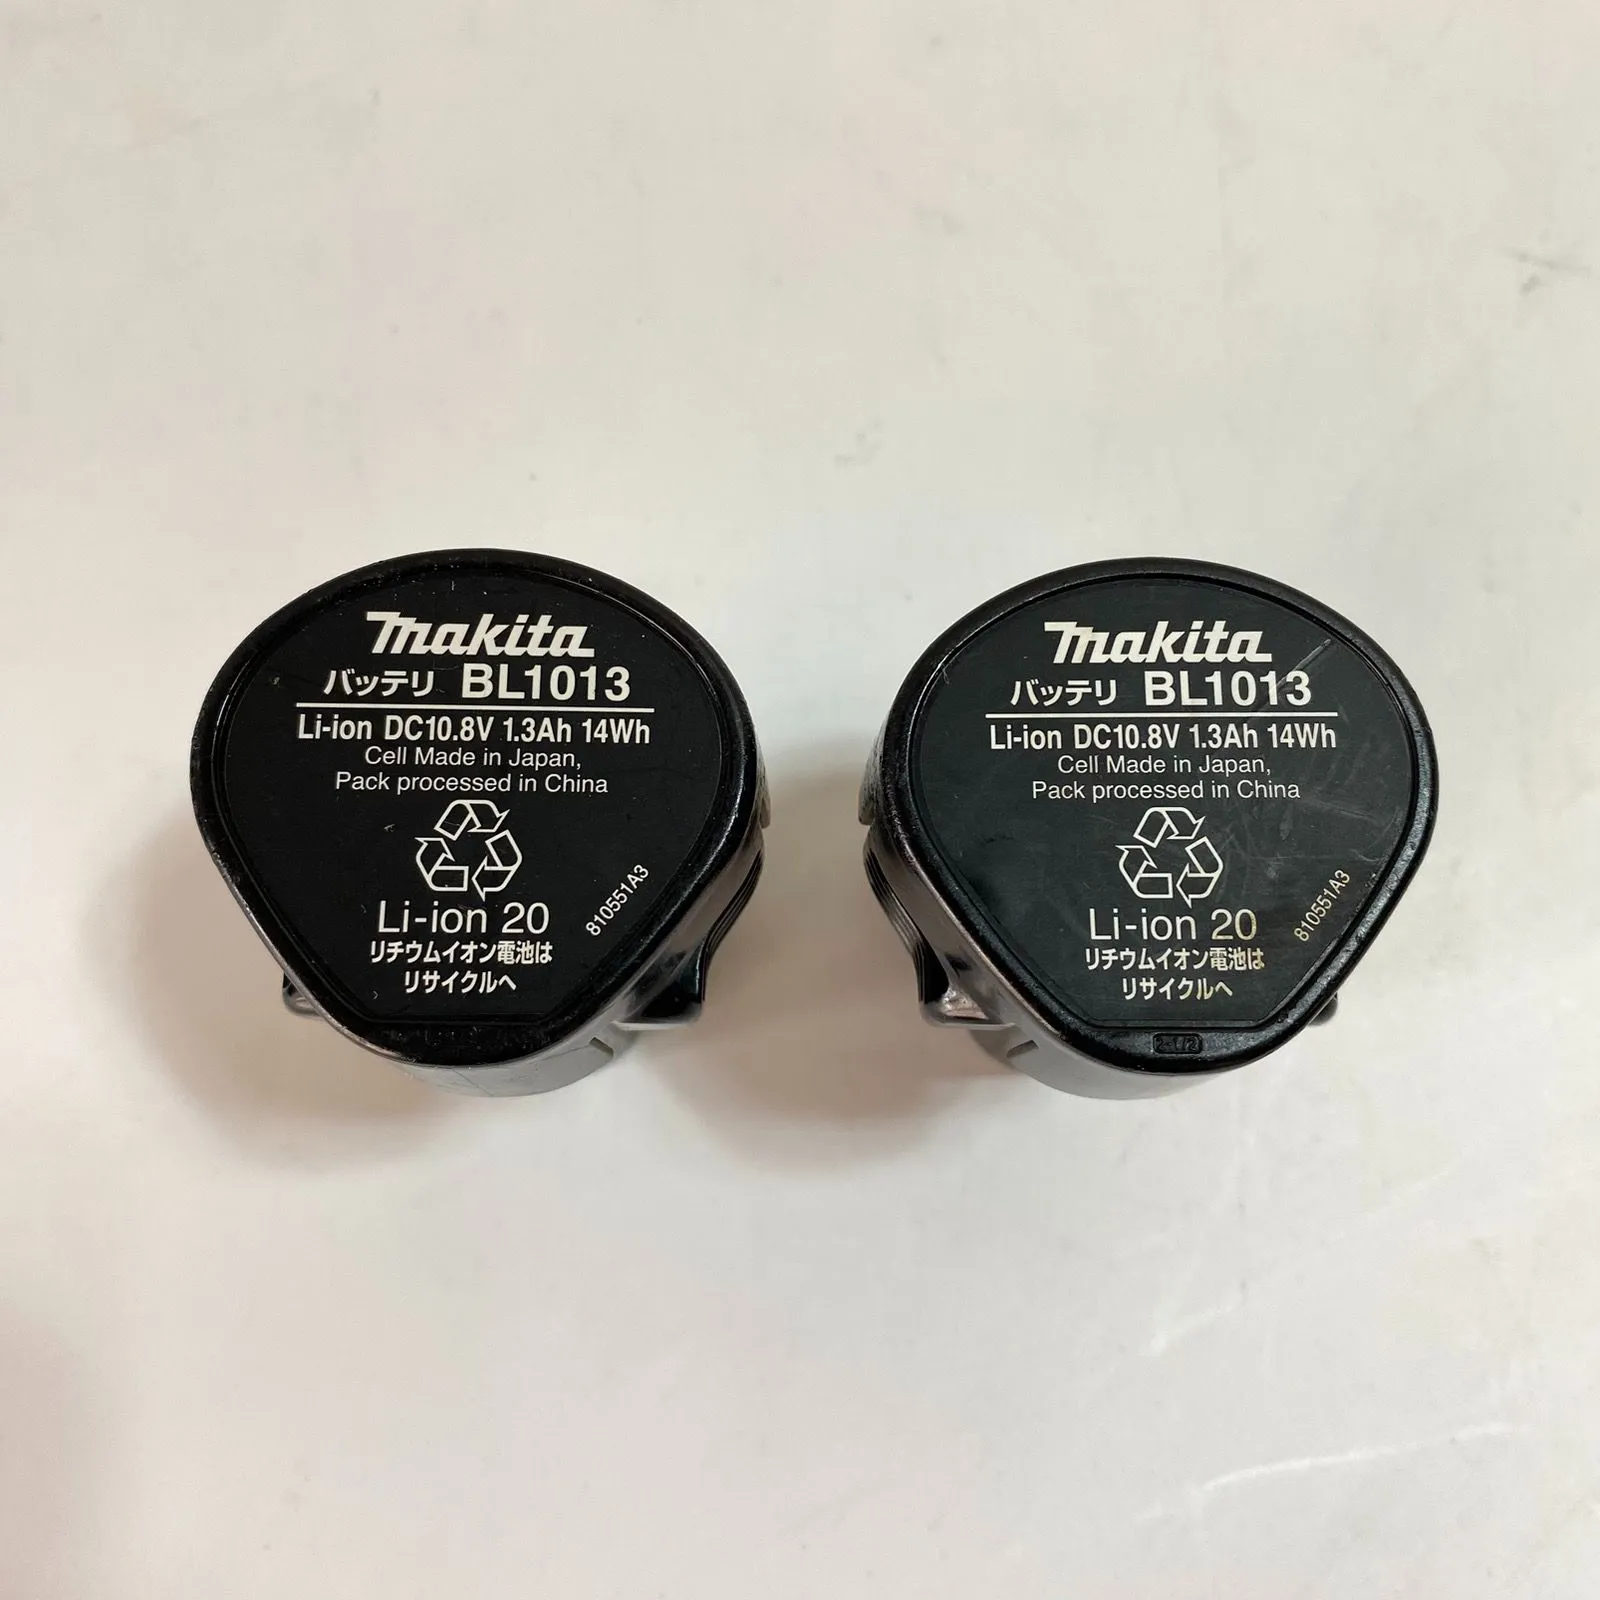 makita
バッテリ BL1013
Li-ion DC10.8V 1.3Ah 14Wh
Cell Made in Japan,
Pack processed in China
Li-ion 20
リチウムイオン電池は
リサイクルへ
810551A3
makita
バッテリ BL1013
Li-ion DC10.8V 1.3Ah 14Wh
Cell Made in Japan,
Pack processed in China
Li-ion 20
リチウムイオン電池は
リサイクルへ
810551A3
2-1/2